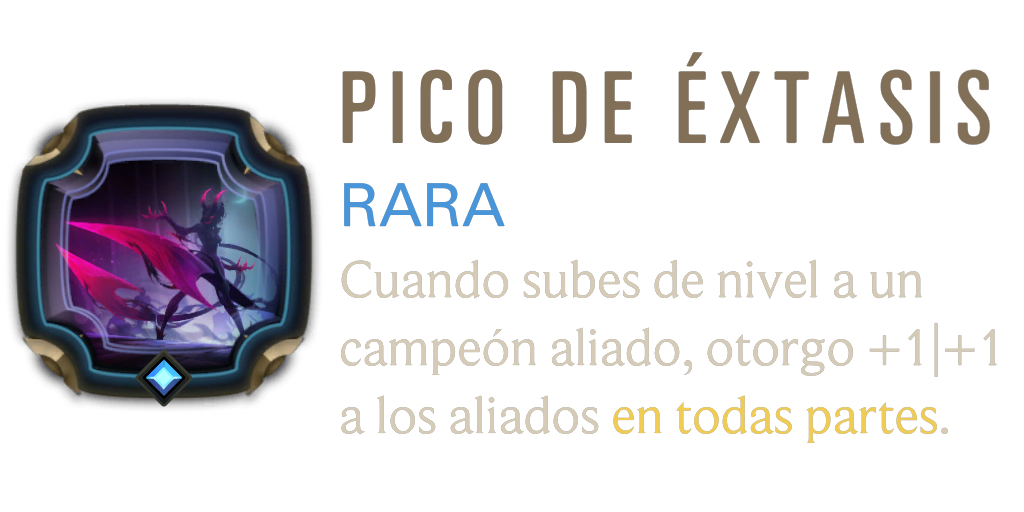 PICO DE ÉXTASIS
RARA
Cuando subes de nivel a un
campeón aliado, otorgo +1|+1
a los aliados en todas partes.